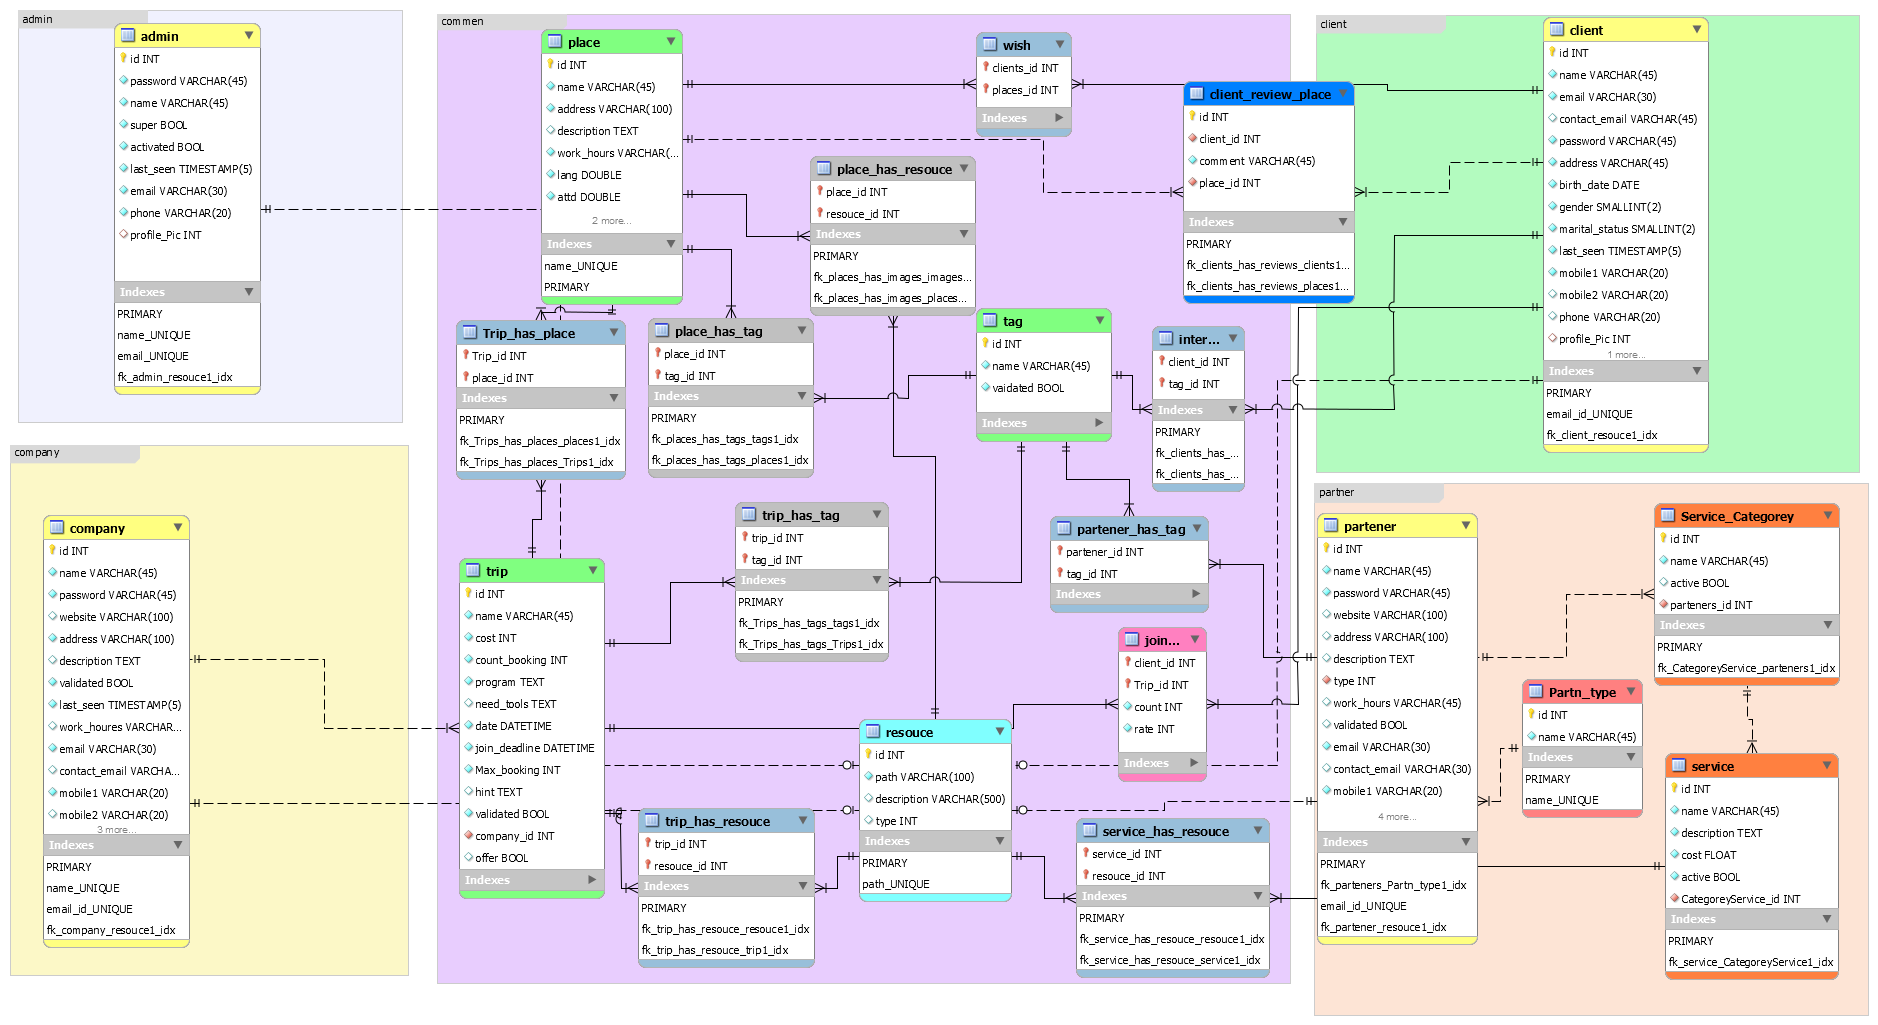 admin
admin
id INT
password VARCHAR(45)
name VARCHAR(45)
super BOOL
activated BOOL
last_seen TIMESTAMP(5)
email VARCHAR(30)
phone VARCHAR(20)
profile_Pic INT
Indexes
PRIMARY
name_UNIQUE
email_UNIQUE
fk_admin_resouce1_idx
company
company
id INT
name VARCHAR(45)
password VARCHAR(45)
website VARCHAR(100)
address VARCHAR(100)
description TEXT
validated BOOL
last_seen TIMESTAMP(5)
work_houres VARCHAR...
email VARCHAR(30)
contact_email VARCHA...
mobile1 VARCHAR(20)
mobile2 VARCHAR(20)
3 more...
Indexes
PRIMARY
name_UNIQUE
email_id_UNIQUE
fk_company_resouce1_idx
commen
place
id INT
name VARCHAR(45)
address VARCHAR(100)
description TEXT
work_hours VARCHAR(...
lang DOUBLE
attd DOUBLE
2 more...
Indexes
name_UNIQUE
PRIMARY
wish
clients_id INT
places_id INT
Indexes
client_review_place
id INT
client_id INT
comment VARCHAR(45)
place_id INT
Indexes
PRIMARY
fk_clients_has_reviews_clients1...
fk_clients_has_reviews_places1...
place_has_resouce
place_id INT
resouce_id INT
Indexes
PRIMARY
fk_places_has_images_images...
fk_places_has_images_places...
Trip_has_place
Trip_id INT
place_id INT
Indexes
PRIMARY
fk_Trips_has_places_places1_idx
fk_Trips_has_places_Trips1_idx
place_has_tag
place_id INT
tag_id INT
Indexes
PRIMARY
fk_places_has_tags_tags1_idx
fk_places_has_tags_places1_idx
tag
id INT
name VARCHAR(45)
vaidated BOOL
Indexes
inter...
client_id INT
tag_id INT
Indexes
PRIMARY
fk_clients_has_...
fk_clients_has_...
trip_has_tag
trip_id INT
tag_id INT
Indexes
PRIMARY
fk_Trips_has_tags_tags1_idx
fk_Trips_has_tags_Trips1_idx
partener_has_tag
partener_id INT
tag_id INT
Indexes
trip
id INT
name VARCHAR(45)
cost INT
count_booking INT
program TEXT
need_tools TEXT
date DATETIME
join_deadline DATETIME
Max_booking INT
hint TEXT
validated BOOL
company_id INT
offer BOOL
Indexes
join...
client_id INT
Trip_id INT
count INT
rate INT
Indexes
resouce
id INT
path VARCHAR(100)
description VARCHAR(500)
type INT
Indexes
PRIMARY
path_UNIQUE
trip_has_resouce
trip_id INT
resouce_id INT
Indexes
PRIMARY
fk_trip_has_resouce_resouce1_idx
fk_trip_has_resouce_trip1_idx
service_has_resouce
service_id INT
resouce_id INT
Indexes
PRIMARY
fk_service_has_resouce_resouce1_idx
fk_service_has_resouce_service1_idx
client
client
id INT
name VARCHAR(45)
email VARCHAR(30)
contact_email VARCHAR(45)
password VARCHAR(45)
address VARCHAR(45)
birth_date DATE
gender SMALLINT(2)
marital_status SMALLINT(2)
last_seen TIMESTAMP(5)
mobile1 VARCHAR(20)
mobile2 VARCHAR(20)
phone VARCHAR(20)
profile_Pic INT
1 more...
Indexes
PRIMARY
email_id_UNIQUE
fk_client_resouce1_idx
partner
partener
id INT
name VARCHAR(45)
password VARCHAR(45)
website VARCHAR(100)
address VARCHAR(100)
description TEXT
type INT
work_hours VARCHAR(45)
validated BOOL
email VARCHAR(30)
contact_email VARCHAR(30)
mobile1 VARCHAR(20)
4 more...
Indexes
PRIMARY
fk_parteners_Partn_type1_idx
email_id_UNIQUE
fk_partener_resouce1_idx
Service_Categorey
id INT
name VARCHAR(45)
active BOOL
parteners_id INT
Indexes
PRIMARY
fk_CategoreyService_parteners1_idx
Partn_type
id INT
name VARCHAR(45)
Indexes
PRIMARY
name_UNIQUE
service
id INT
name VARCHAR(45)
description TEXT
cost FLOAT
active BOOL
CategoreyService_id INT
Indexes
PRIMARY
fk_service_CategoreyService1_idx